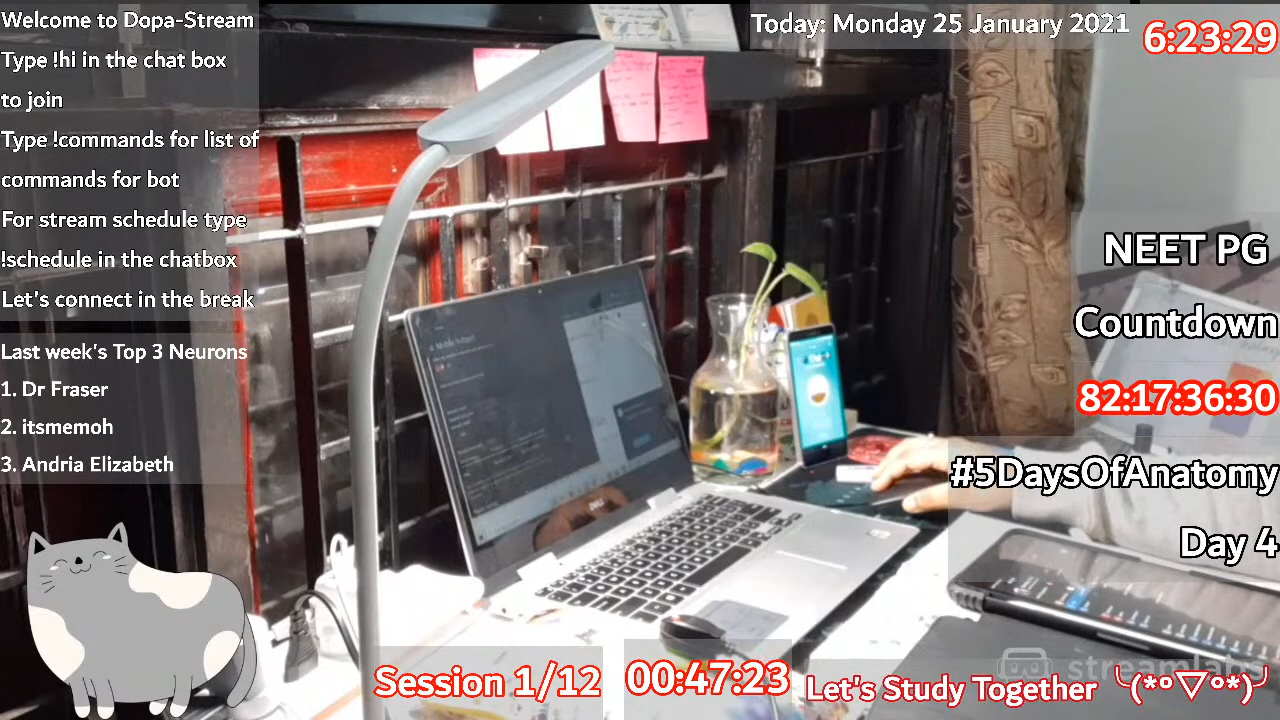 Welcome to Dopa-Stream
Type !hi in the chat box
to join
Type !commands for list of
commands for bot
For stream schedule type
!schedule in the chatbox
Let's connect in the break
Last week's Top 3 Neurons
1. Dr Fraser
2. itsmemoh
3. Andria Elizabeth
Today: Monday 25 January 2021
6:23:29
NEET PG
Countdown
82:17:36:30
#5DaysOfAnatomy
Day 4
Mobile hotspot
DELL
streamlabs
Session 1/12
00:47:23
Let's Study Together ╰(*°▽°*)╯